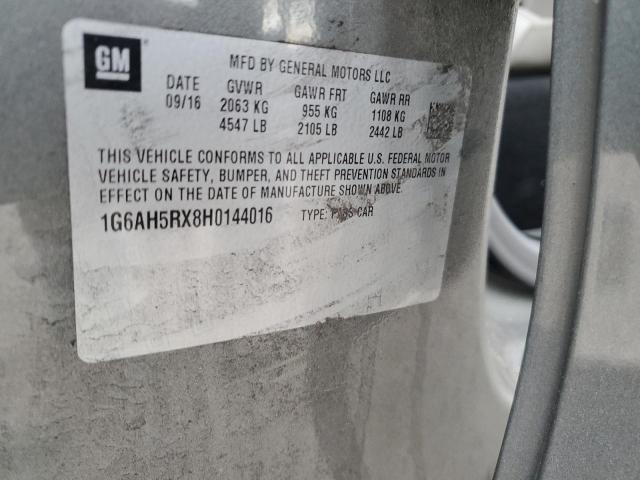 GM
MFD BY GENERAL MOTORS LLC
DATE GVWR GAWR FRT GAWR RR
09/16 2063 KG 955 KG 1108 KG
4547 LB 2105 LB 2442 LB
THIS VEHICLE CONFORMS TO ALL APPLICABLE U.S. FEDERAL MOTOR
VEHICLE SAFETY, BUMPER, AND THEFT PREVENTION STANDARDS IN
EFFECT ON THE DATE OF MANUFACTURE SHOWN ABOVE.
1G6AH5RX8H0144016 TYPE: PASS CAR
H